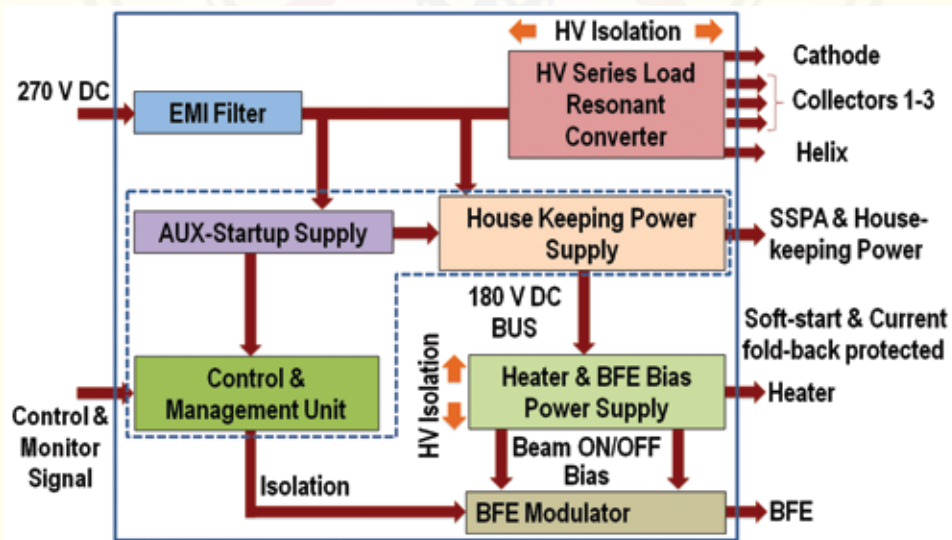 HV Isolation
270 V DC
EMI Filter
HV Series Load
Resonant
Converter
Cathode
Collectors 1-3
Helix
AUX-Startup Supply
House Keeping Power
Supply
SSPA & House-
keeping Power
180 V DC
BUS
Soft-start & Current
fold-back protected
Control &
Management Unit
HV Isolation
Heater & BFE Bias
Power Supply
Heater
Control &
Monitor
Signal
Isolation
Beam ON/OFF
Bias
BFE Modulator
BFE